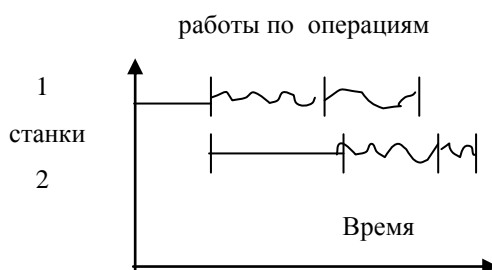 работы по операциям
1
станки
2
Время